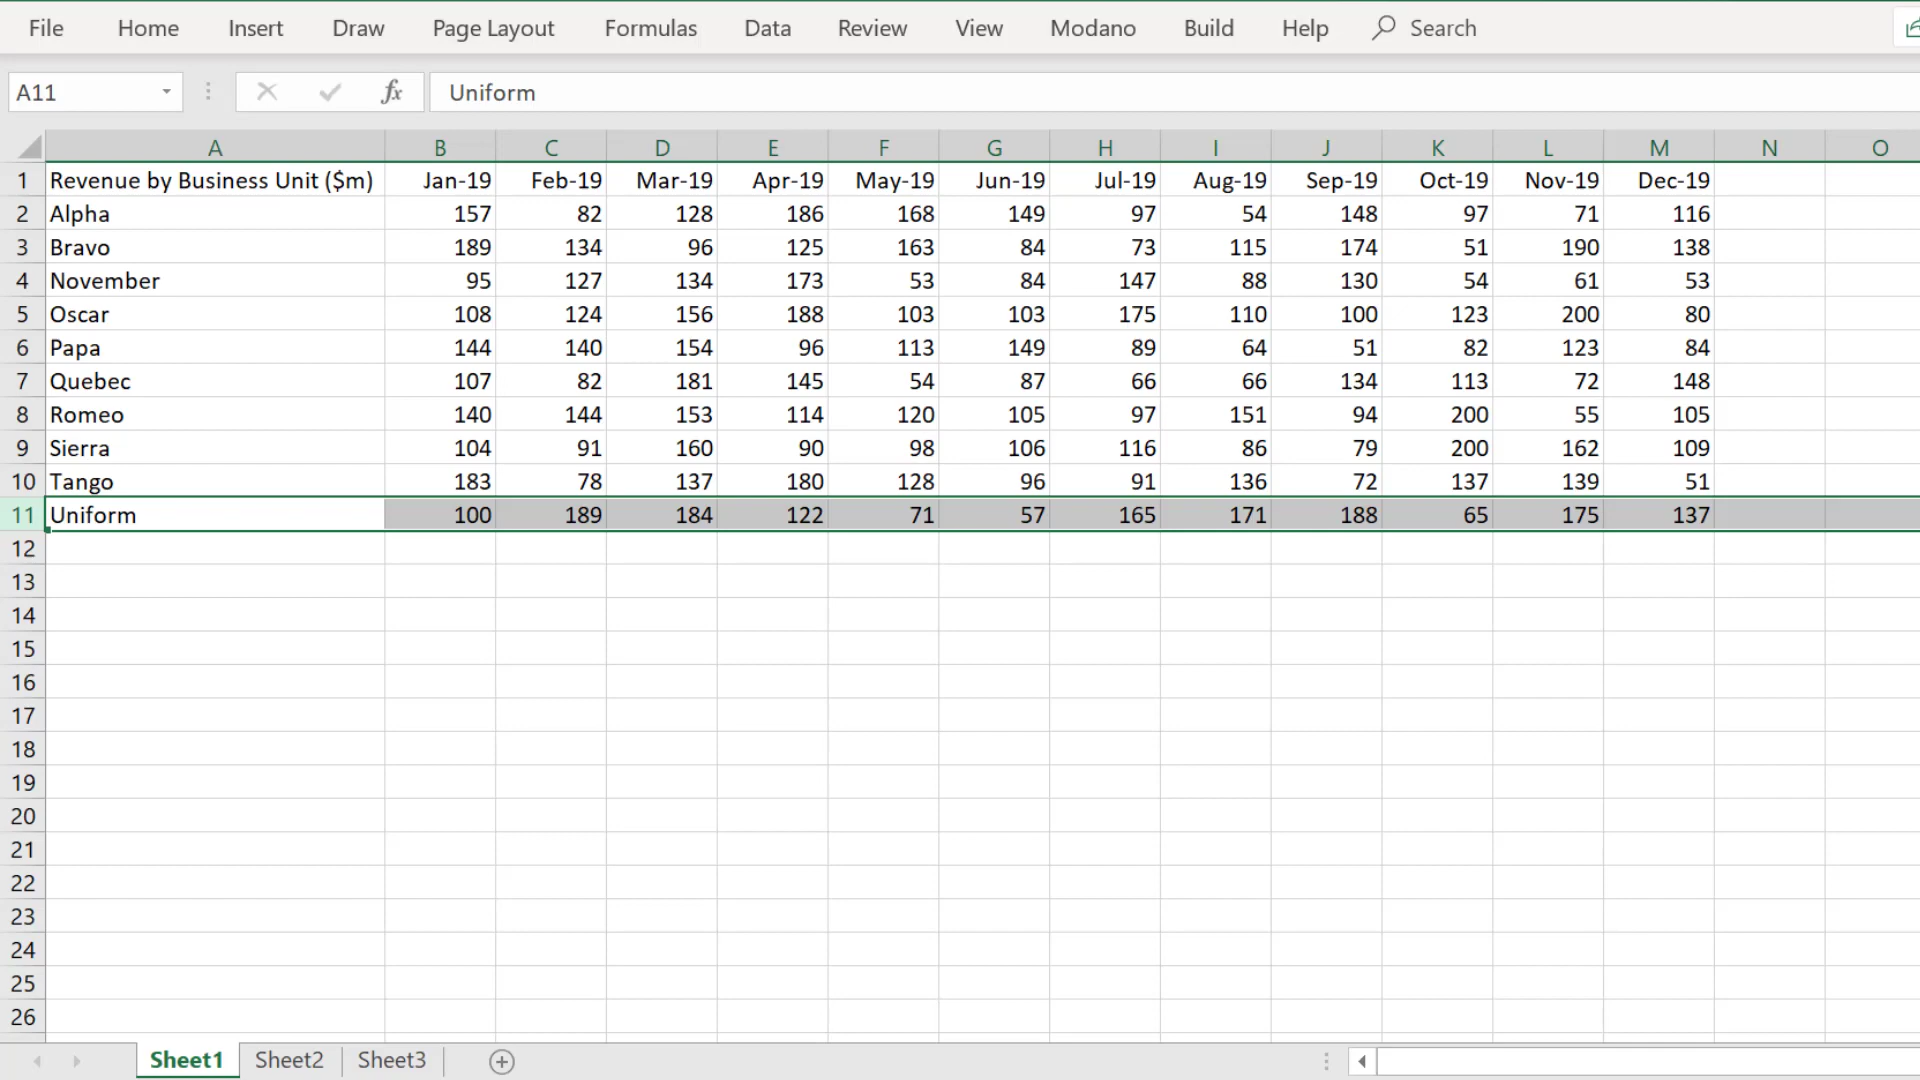 File Home Insert Draw Page Layout Formulas Data Review View Modano Build Help Search
A11 fx Uniform
A B C D E F G H I J K L M N O
1 Revenue by Business Unit ($m) Jan-19 Feb-19 Mar-19 Apr-19 May-19 Jun-19 Jul-19 Aug-19 Sep-19 Oct-19 Nov-19 Dec-19
2 Alpha 157 82 128 186 168 149 97 54 148 97 71 116
3 Bravo 189 134 96 125 163 84 73 115 174 51 190 138
4 November 95 127 134 173 53 84 147 88 130 54 61 53
5 Oscar 108 124 156 188 103 103 175 110 100 123 200 80
6 Papa 144 140 154 96 113 149 89 64 51 82 123 84
7 Quebec 107 82 181 145 54 87 66 66 134 113 72 148
8 Romeo 140 144 153 114 120 105 97 151 94 200 55 105
9 Sierra 104 91 160 90 98 106 116 86 79 200 162 109
10 Tango 183 78 137 180 128 96 91 136 72 137 139 51
11 Uniform 100 189 184 122 71 57 165 171 188 65 175 137
12
13
14
15
16
17
18
19
20
21
22
23
24
25
26
Sheet1 Sheet2 Sheet3